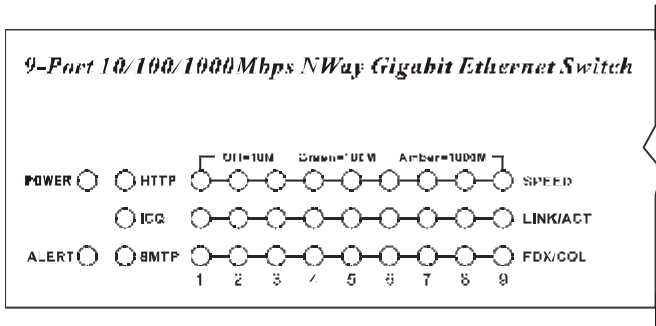 9-Port 10/100/1000Mbps NWay Gigabit Ethernet Switch
Off=10M Green=100M Amber=1000M
POWER HTTP SPEED
ICQ LINK/ACT
ALERT SMTP FDX/COL
1 2 3 4 5 6 7 8 9